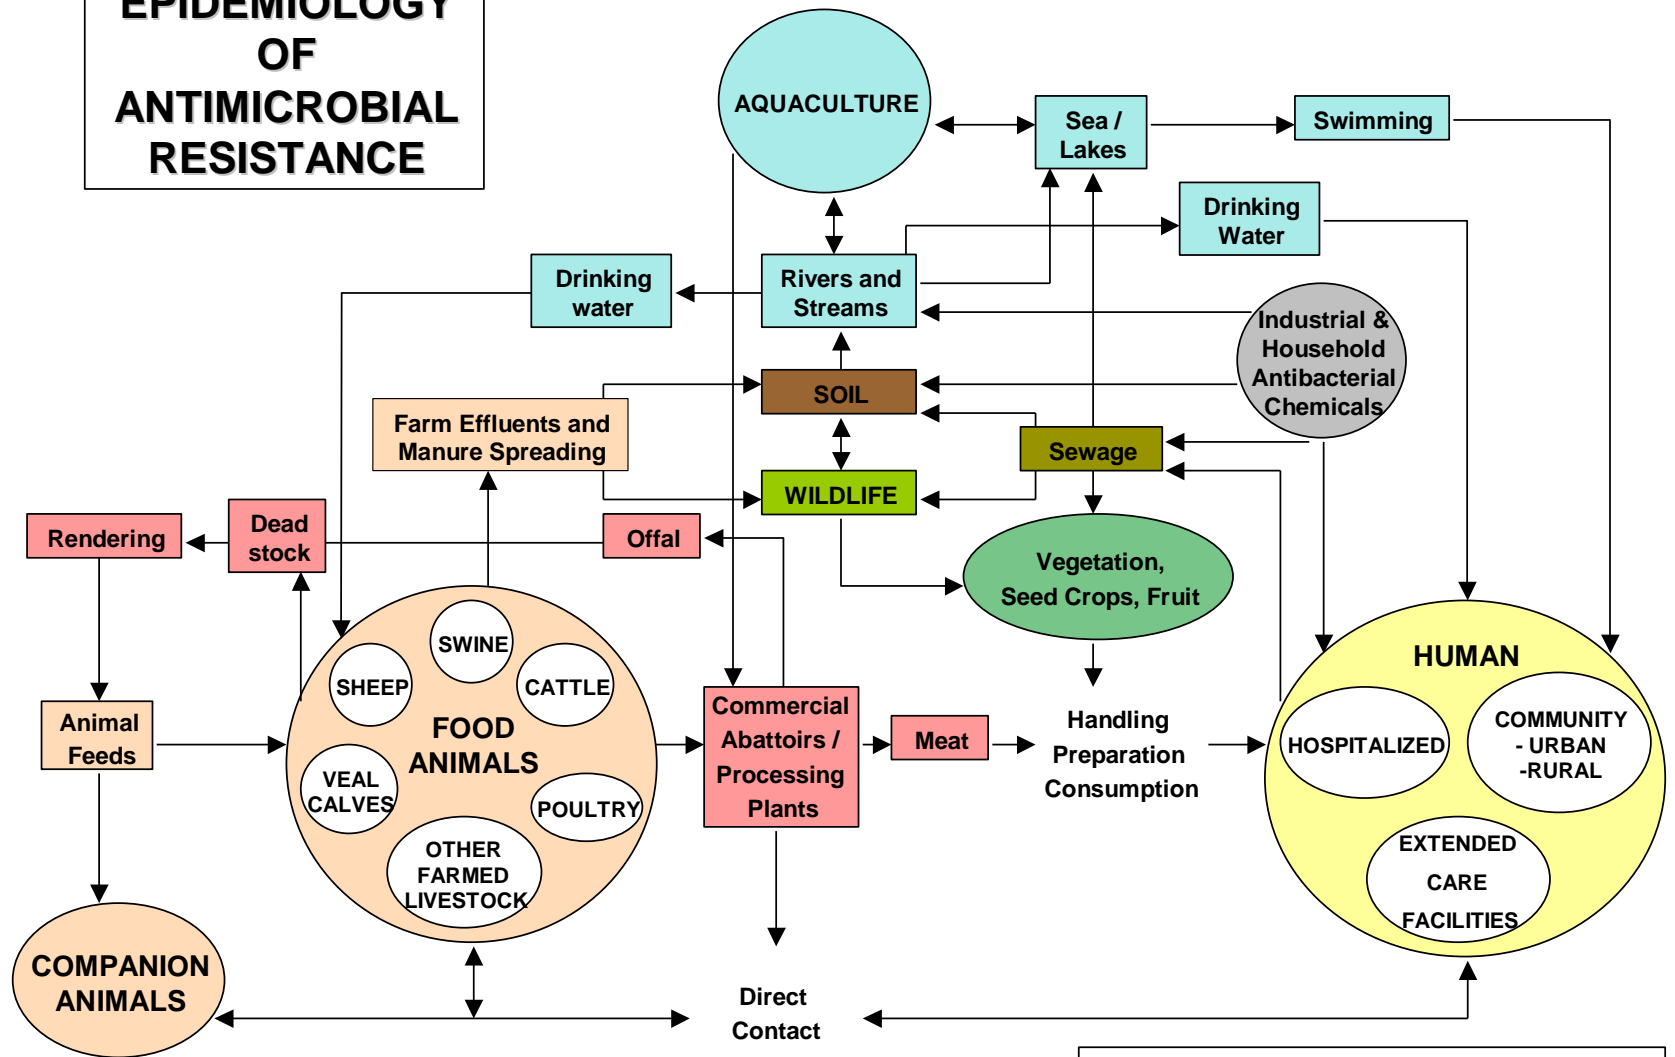 EPIDEMIOLOGY
OF
ANTIMICROBIAL
RESISTANCE
AQUACULTURE
Sea /
Lakes
Swimming
Drinking
Water
Drinking
water
Rivers and
Streams
Industrial &
Household
Antibacterial
Chemicals
SOIL
Farm Effluents and
Manure Spreading
Sewage
WILDLIFE
Rendering
Dead
stock
Offal
Vegetation,
Seed Crops, Fruit
SWINE
SHEEP
CATTLE
FOOD
ANIMALS
VEAL
CALVES
POULTRY
OTHER
FARMED
LIVESTOCK
Animal
Feeds
Commercial
Abattoirs /
Processing
Plants
Meat
Handling
Preparation
Consumption
HUMAN
HOSPITALIZED
COMMUNITY
- URBAN
-RURAL
EXTENDED
CARE
FACILITIES
COMPANION
ANIMALS
Direct
Contact